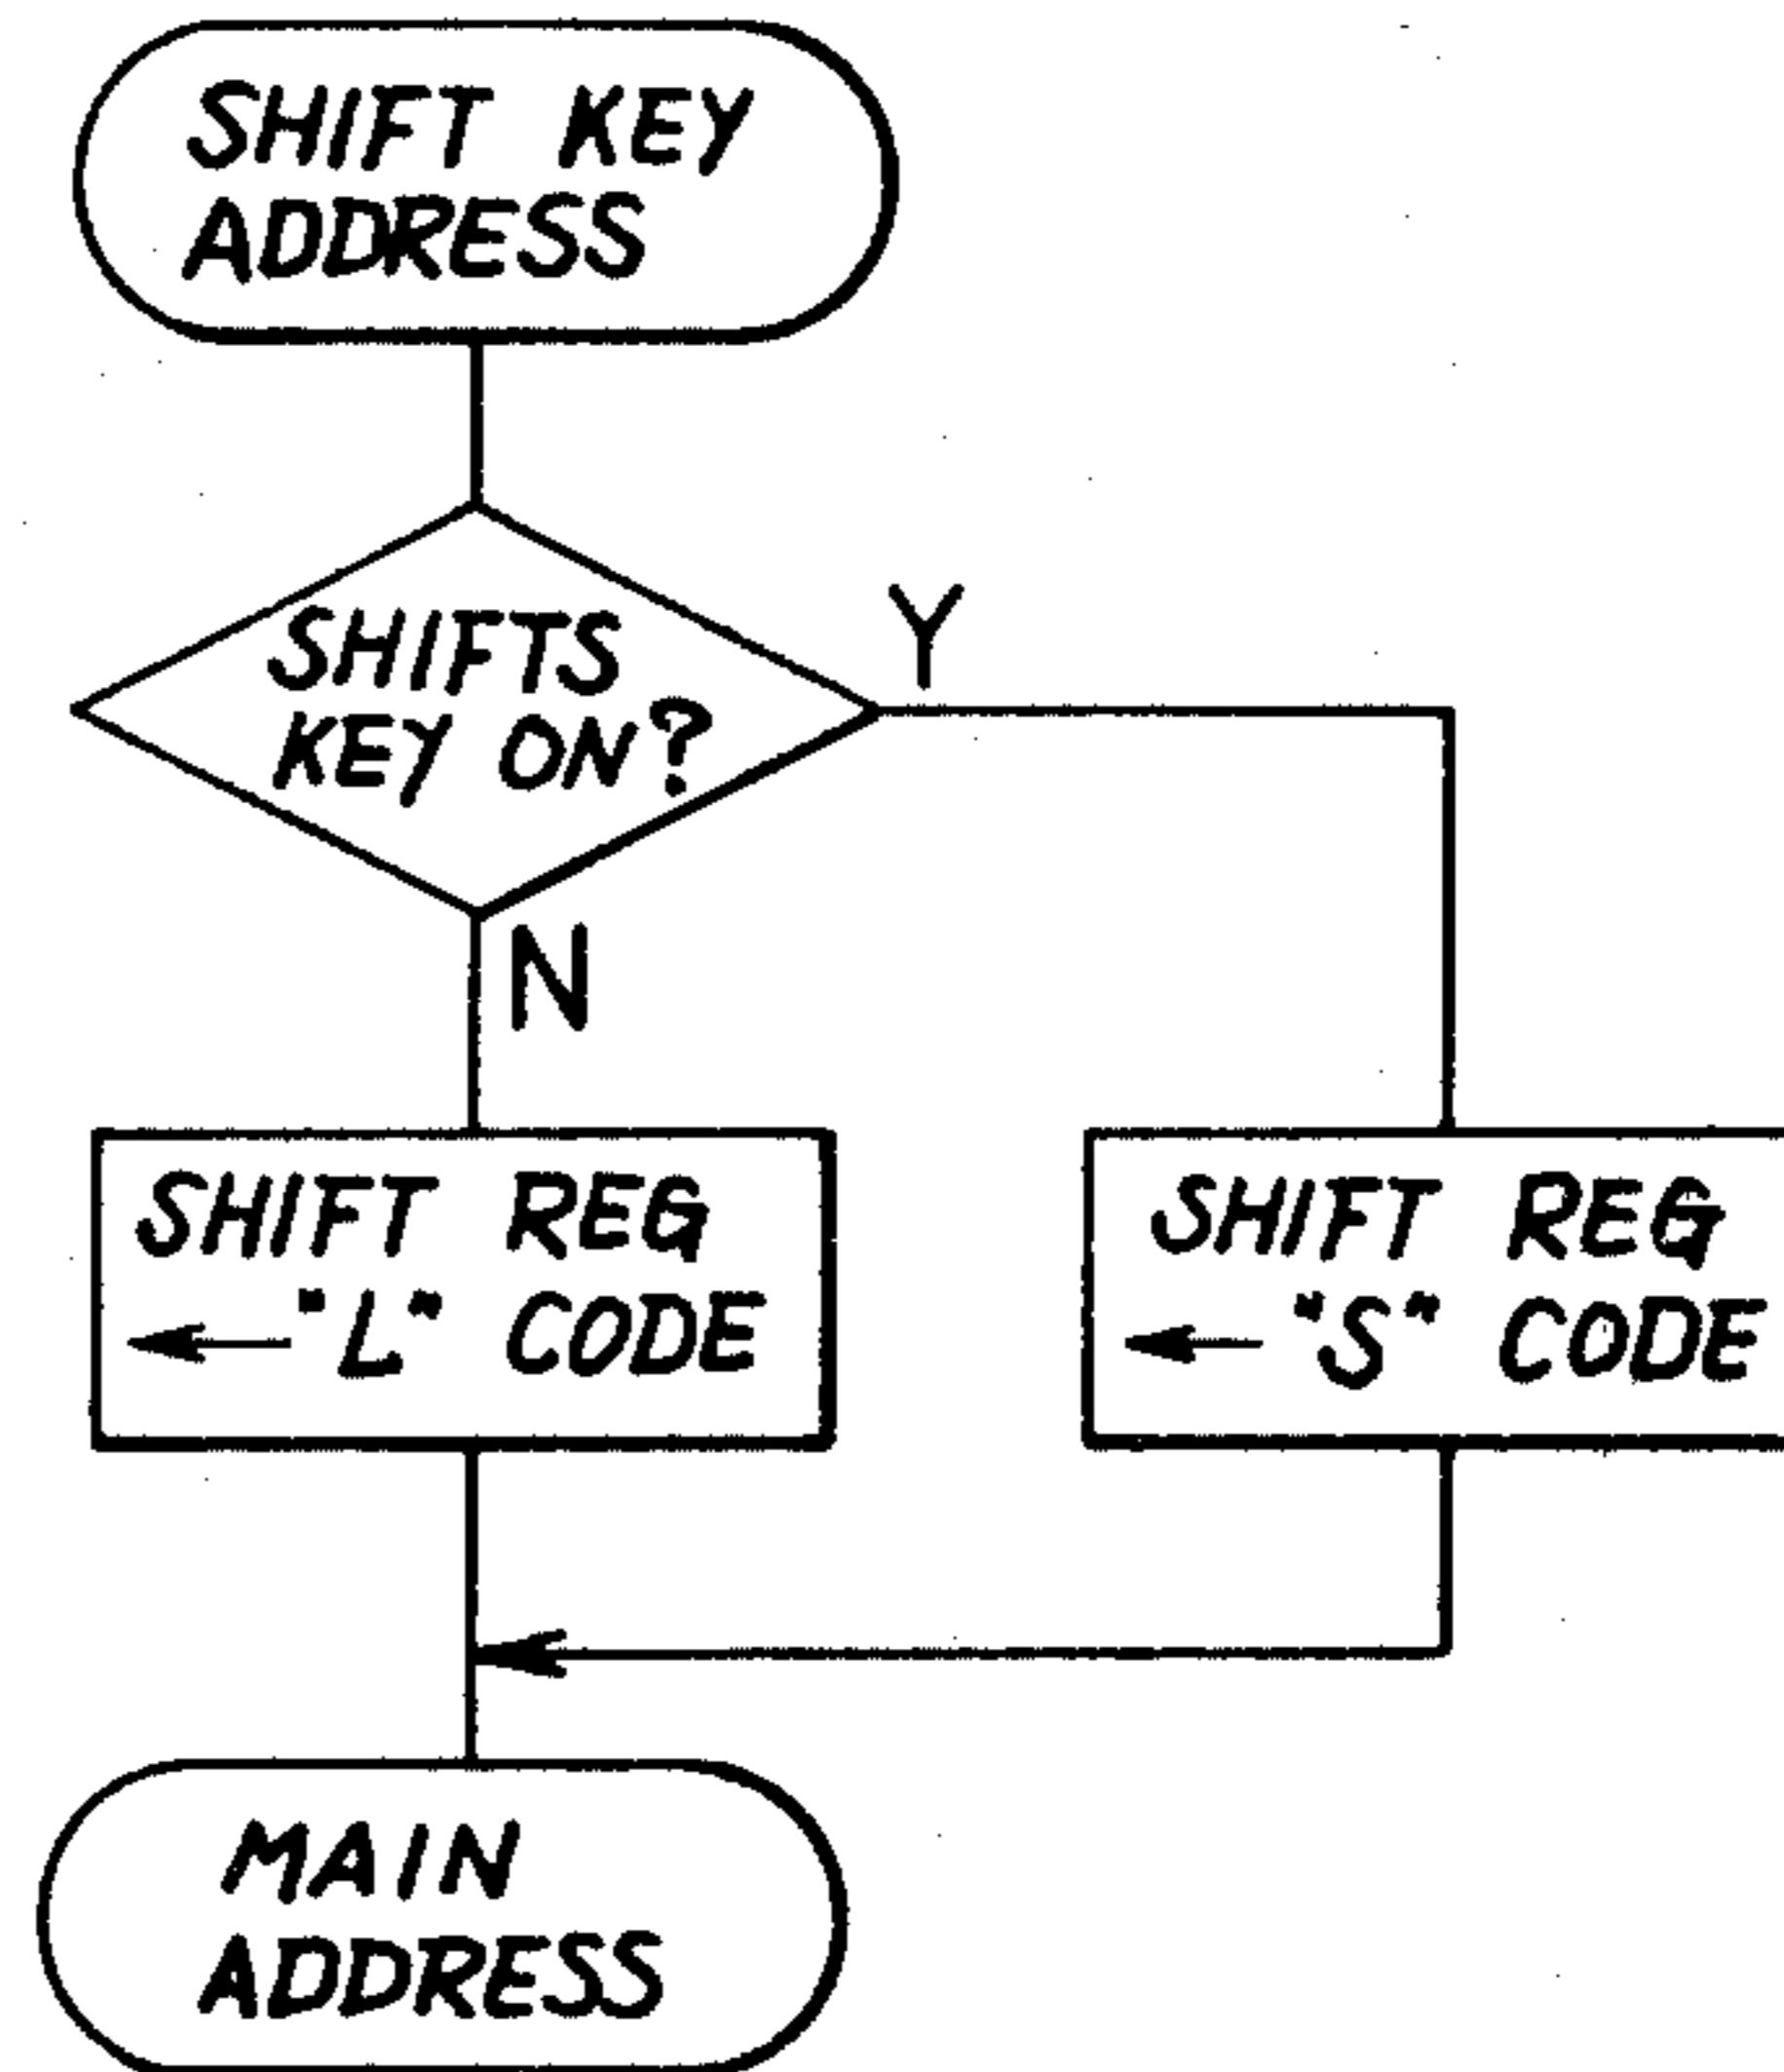 SHIFT KEY
ADDRESS
SHIFTS
KEY ON?
Y
N
SHIFT REG
← "L" CODE
SHIFT REG
← "S" CODE
MAIN
ADDRESS